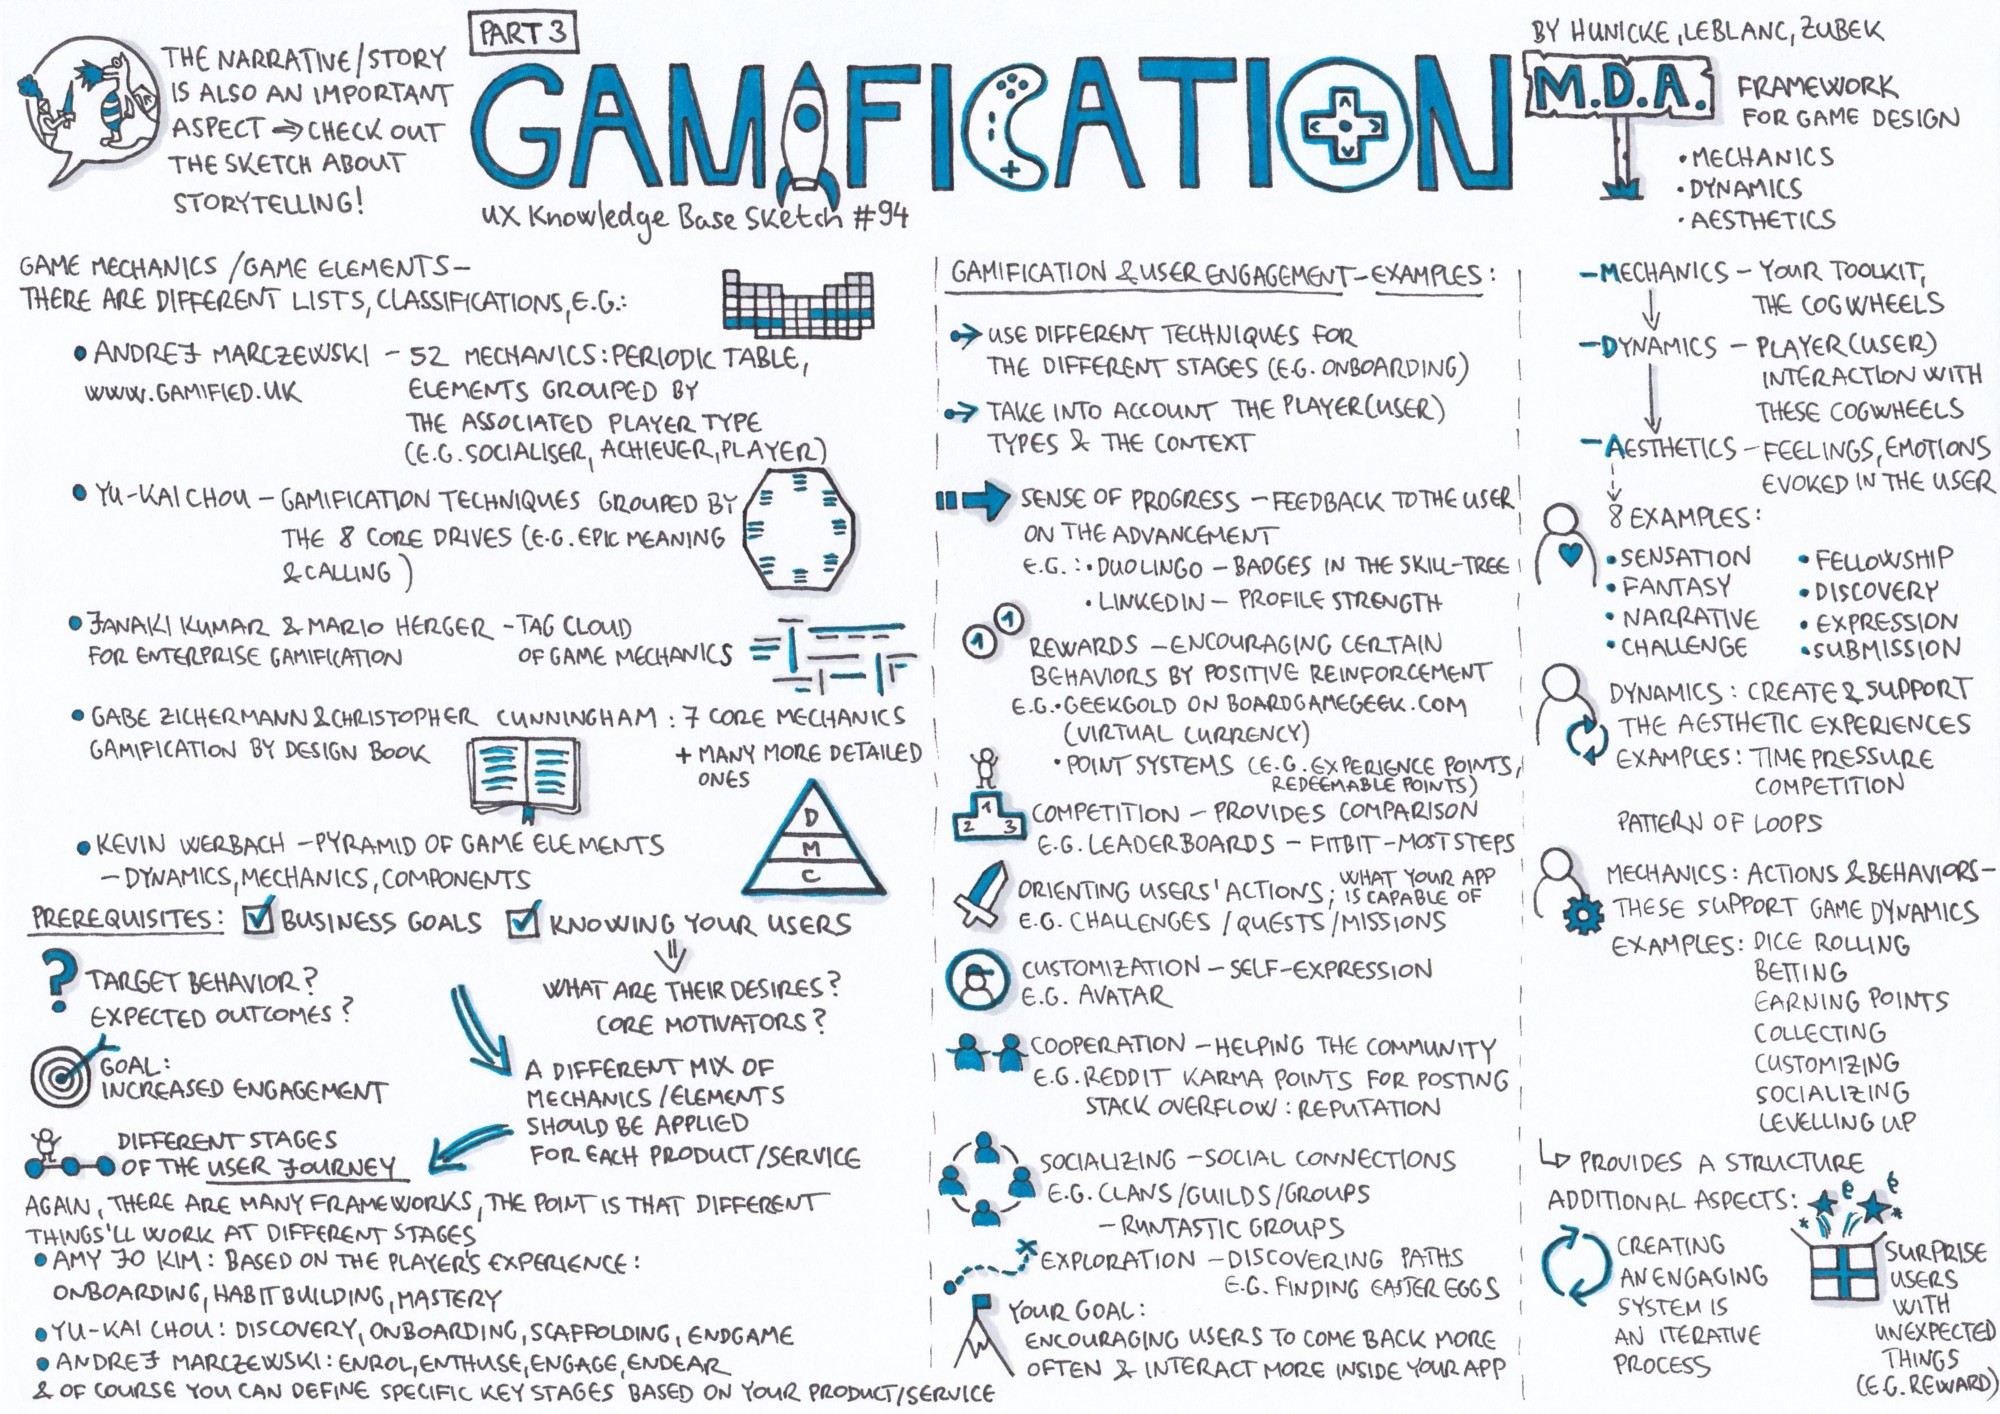 THE NARRATIVE/STORY
IS ALSO AN IMPORTANT
ASPECT ⇒ CHECK OUT
THE SKETCH ABOUT
STORYTELLING!
PART 3
GAMIFICATION
UX Knowledge Base Sketch #94
BY HUNICKE, LEBLANC, ZUBEK
M.D.A.
FRAMEWORK
FOR GAME DESIGN
• MECHANICS
• DYNAMICS
• AESTHETICS
GAME MECHANICS /GAME ELEMENTS –
THERE ARE DIFFERENT LISTS, CLASSIFICATIONS, E.G.:
• ANDREJ MARCZEWSKI – 52 MECHANICS: PERIODIC TABLE,
WWW.GAMIFIED.UK
ELEMENTS GROUPED BY
THE ASSOCIATED PLAYER TYPE
(E.G. SOCIALISER, ACHIEVER, PLAYER)
• YU-KAI CHOU – GAMIFICATION TECHNIQUES GROUPED BY
THE 8 CORE DRIVES (E.G. EPIC MEANING
& CALLING)
• JANAKI KUMAR & MARIO HERGER – TAG CLOUD
FOR ENTERPRISE GAMIFICATION
OF GAME MECHANICS
• GABE ZICHERMANN & CHRISTOPHER CUNNINGHAM: 7 CORE MECHANICS
GAMIFICATION BY DESIGN BOOK
+ MANY MORE DETAILED
ONES
• KEVIN WERBACH – PYRAMID OF GAME ELEMENTS
– DYNAMICS, MECHANICS, COMPONENTS
D
M
C
PREREQUISITES: ☑ BUSINESS GOALS ☑ KNOWING YOUR USERS
?
TARGET BEHAVIOR?
EXPECTED OUTCOMES?
WHAT ARE THEIR DESIRES?
CORE MOTIVATORS?
GOAL:
INCREASED ENGAGEMENT
A DIFFERENT MIX OF
MECHANICS/ELEMENTS
SHOULD BE APPLIED
FOR EACH PRODUCT/SERVICE
DIFFERENT STAGES
OF THE USER JOURNEY
AGAIN, THERE ARE MANY FRAMEWORKS, THE POINT IS THAT DIFFERENT
THINGS'LL WORK AT DIFFERENT STAGES
• AMY JO KIM: BASED ON THE PLAYER'S EXPERIENCE:
ONBOARDING, HABIT BUILDING, MASTERY
• YU-KAI CHOU: DISCOVERY, ONBOARDING, SCAFFOLDING, ENDGAME
• ANDREJ MARCZEWSKI: ENROL, ENTHUSE, ENGAGE, ENDEAR
& OF COURSE YOU CAN DEFINE SPECIFIC KEY STAGES BASED ON YOUR PRODUCT/SERVICE
GAMIFICATION & USER ENGAGEMENT – EXAMPLES:
USE DIFFERENT TECHNIQUES FOR
THE DIFFERENT STAGES (E.G. ONBOARDING)
TAKE INTO ACCOUNT THE PLAYER (USER)
TYPES & THE CONTEXT
SENSE OF PROGRESS – FEEDBACK TO THE USER
ON THE ADVANCEMENT
E.G.: • DUOLINGO – BADGES IN THE SKILL-TREE
• LINKEDIN – PROFILE STRENGTH
1
1
REWARDS – ENCOURAGING CERTAIN
BEHAVIORS BY POSITIVE REINFORCEMENT
E.G. • GEEKGOLD ON BOARDGAMEGEEK.COM
(VIRTUAL CURRENCY)
• POINT SYSTEMS (E.G. EXPERIENCE POINTS,
REDEEMABLE POINTS)
1
2 3
COMPETITION – PROVIDES COMPARISON
E.G. LEADERBOARDS – FITBIT – MOST STEPS
ORIENTING USERS' ACTIONS; WHAT YOUR APP
IS CAPABLE OF
E.G. CHALLENGES / QUESTS / MISSIONS
CUSTOMIZATION – SELF-EXPRESSION
E.G. AVATAR
COOPERATION – HELPING THE COMMUNITY
E.G. REDDIT KARMA POINTS FOR POSTING
STACK OVERFLOW: REPUTATION
SOCIALIZING – SOCIAL CONNECTIONS
E.G. CLANS/GUILDS/GROUPS
– RUNTASTIC GROUPS
EXPLORATION – DISCOVERING PATHS
E.G. FINDING EASTER EGGS
YOUR GOAL:
ENCOURAGING USERS TO COME BACK MORE
OFTEN & INTERACT MORE INSIDE YOUR APP
– MECHANICS – YOUR TOOLKIT,
THE COGWHEELS
– DYNAMICS – PLAYER (USER)
INTERACTION WITH
THESE COGWHEELS
– AESTHETICS – FEELINGS, EMOTIONS
EVOKED IN THE USER
8 EXAMPLES:
• SENSATION
• FANTASY
• NARRATIVE
• CHALLENGE
• FELLOWSHIP
• DISCOVERY
• EXPRESSION
• SUBMISSION
DYNAMICS: CREATE & SUPPORT
THE AESTHETIC EXPERIENCES
EXAMPLES: TIME PRESSURE
COMPETITION
PATTERN OF LOOPS
MECHANICS: ACTIONS & BEHAVIORS –
THESE SUPPORT GAME DYNAMICS
EXAMPLES: DICE ROLLING
BETTING
EARNING POINTS
COLLECTING
CUSTOMIZING
SOCIALIZING
LEVELLING UP
↳ PROVIDES A STRUCTURE
ADDITIONAL ASPECTS:
CREATING
AN ENGAGING
SYSTEM IS
AN ITERATIVE
PROCESS
SURPRISE
USERS
WITH
UNEXPECTED
THINGS
(E.G. REWARD)